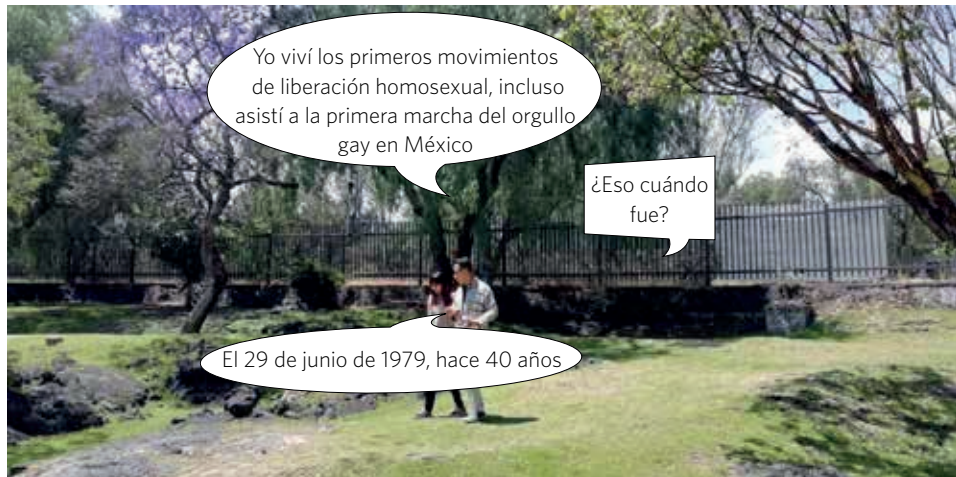 Yo viví los primeros movimientos
de liberación homosexual, incluso
asistí a la primera marcha del orgullo
gay en México
¿Eso cuándo
fue?
El 29 de junio de 1979, hace 40 años